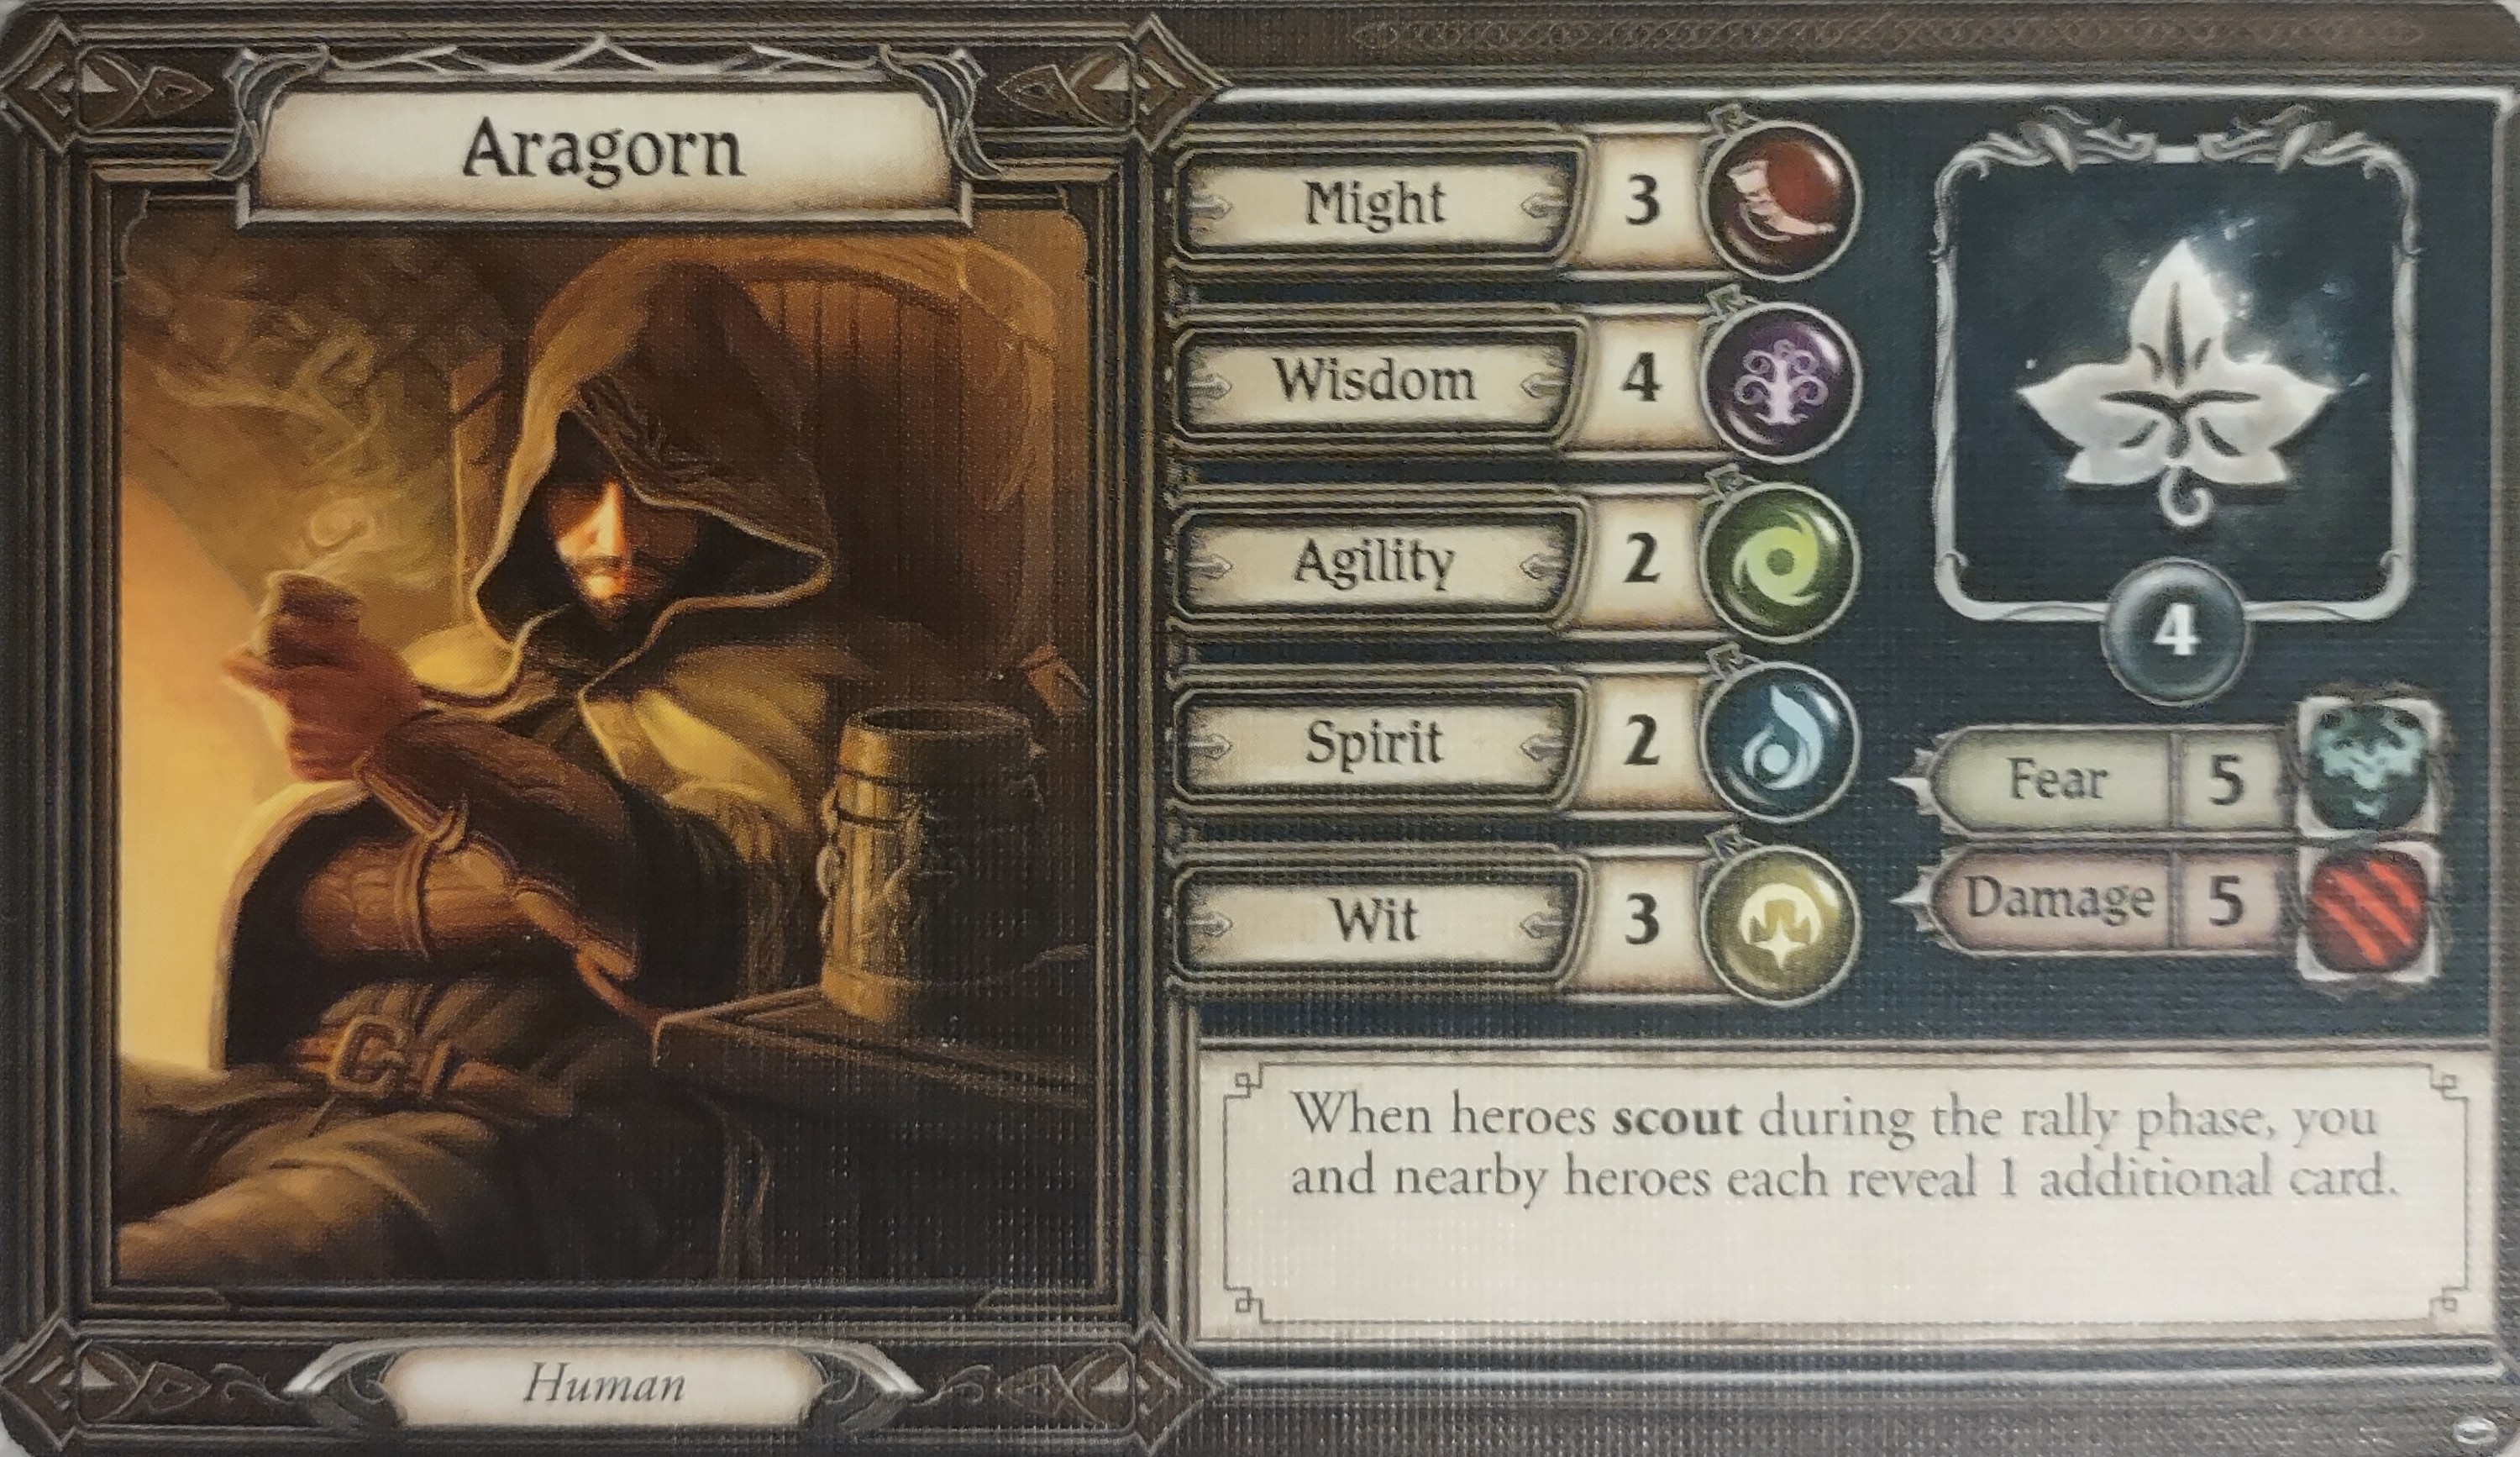 Aragorn
Might 3
Wisdom 4
Agility 2
Spirit 2
Wit 3
4
Fear 5
Damage 5
When heroes scout during the rally phase, you
and nearby heroes each reveal 1 additional card.
Human